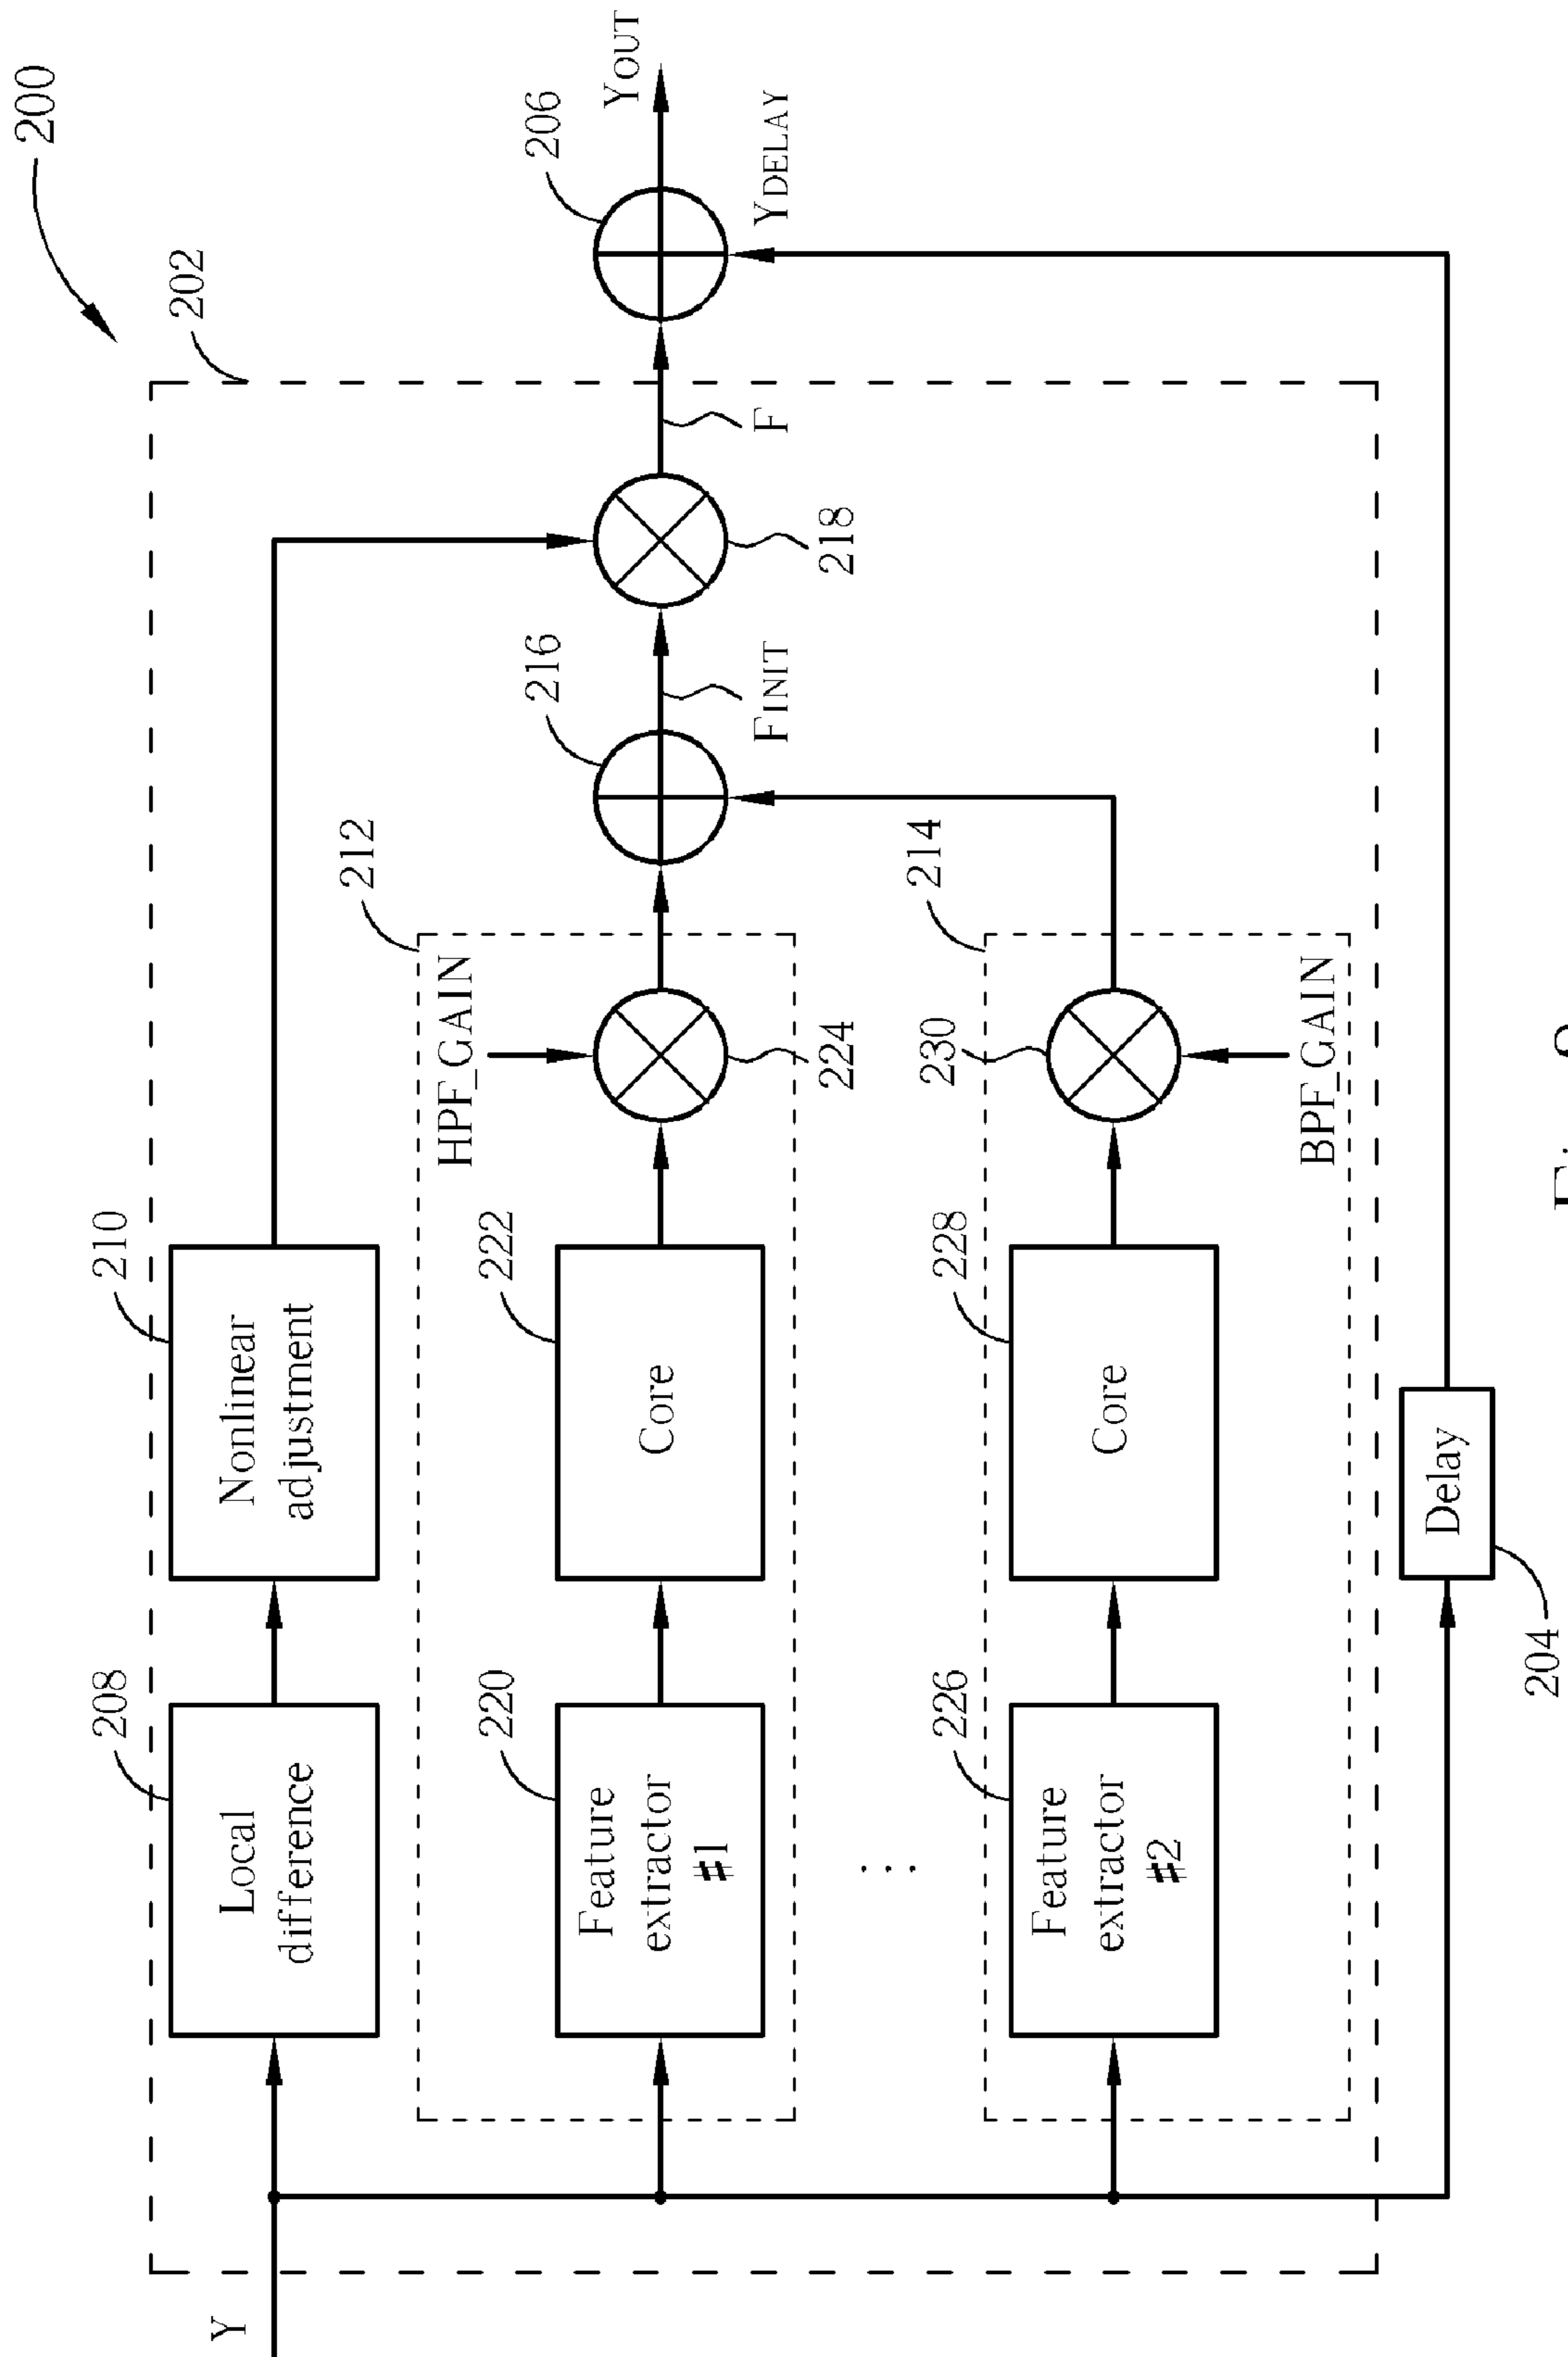 200
202
Y
208
Local
difference
210
Nonlinear
adjustment
212
HPF_GAIN
220
Feature
extractor
#1
222
Core
224
216
FINIT
218
F
206
YOUT
YDELAY
...
214
226
Feature
extractor
#2
228
Core
230
BPF_GAIN
204
Delay